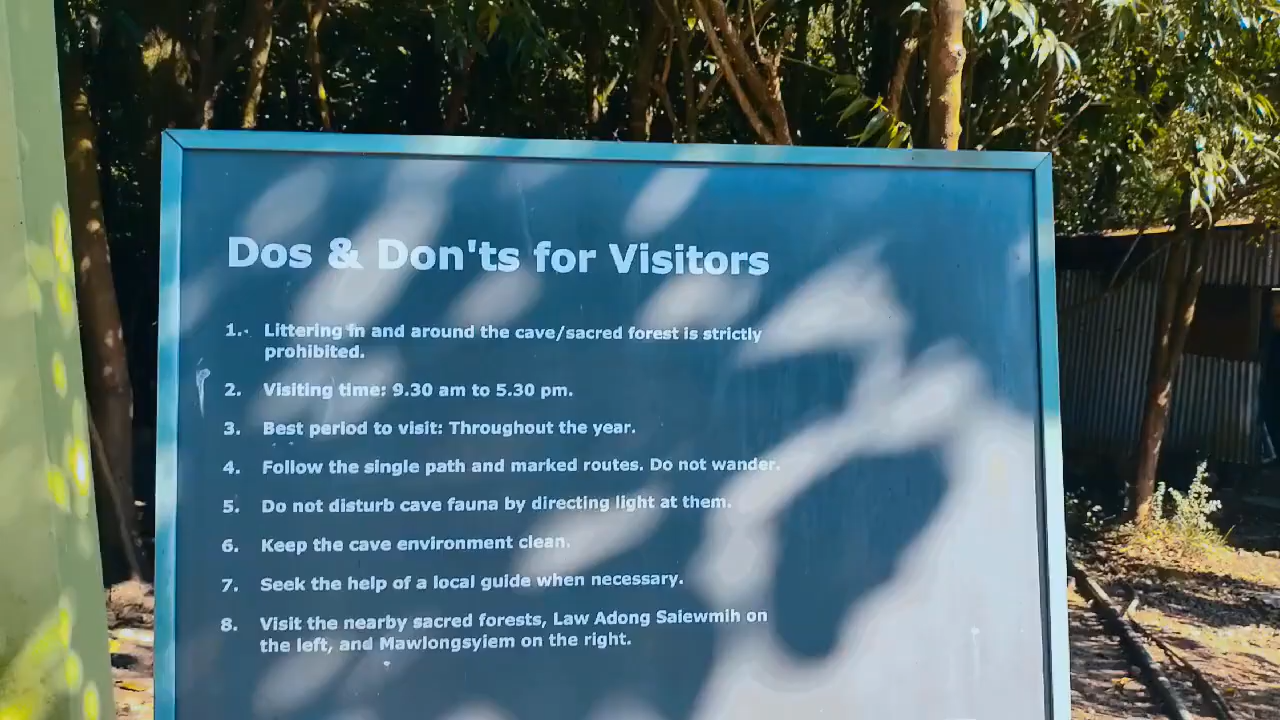 Dos & Don'ts for Visitors
1. Littering in and around the cave/sacred forest is strictly
prohibited.
2. Visiting time: 9.30 am to 5.30 pm.
3. Best period to visit: Throughout the year.
4. Follow the single path and marked routes. Do not wander.
5. Do not disturb cave fauna by directing light at them.
6. Keep the cave environment clean.
7. Seek the help of a local guide when necessary.
8. Visit the nearby sacred forests, Law Adong Saiewmih on
the left, and Mawlongsyiem on the right.